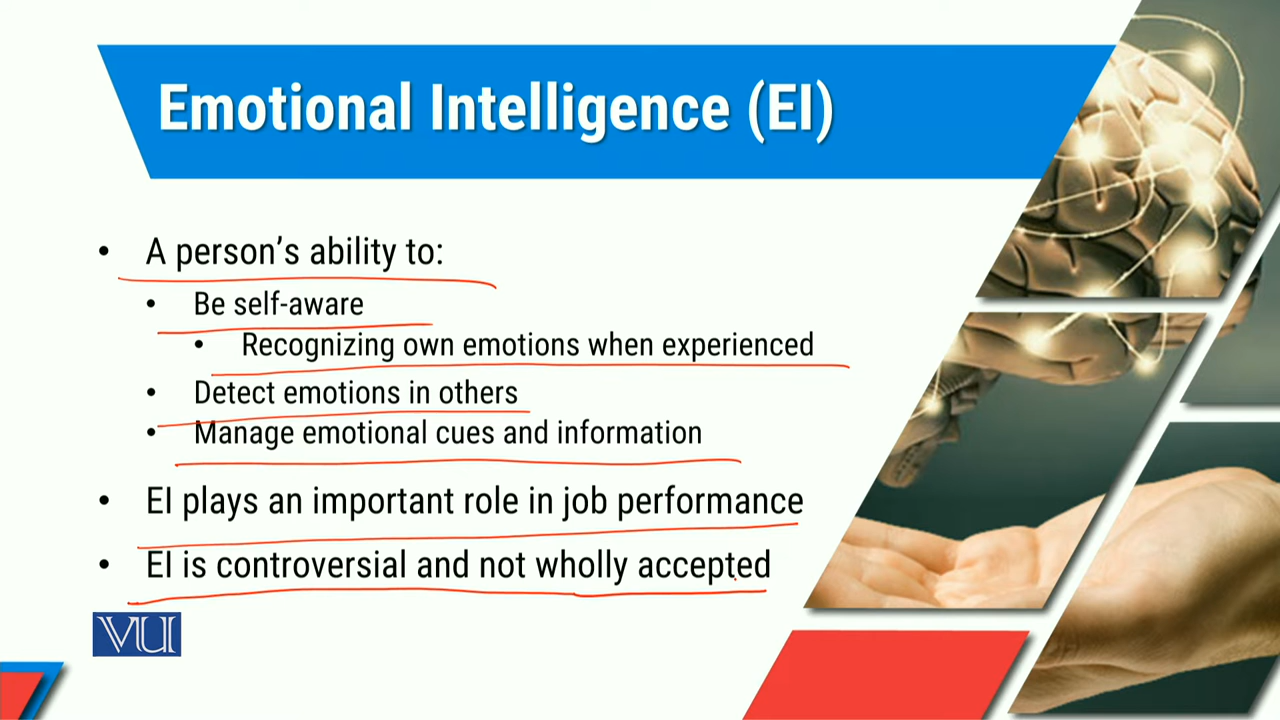 Emotional Intelligence (EI)
• A person’s ability to:
• Be self-aware
• Recognizing own emotions when experienced
• Detect emotions in others
• Manage emotional cues and information
• EI plays an important role in job performance
• EI is controversial and not wholly accepted
VU